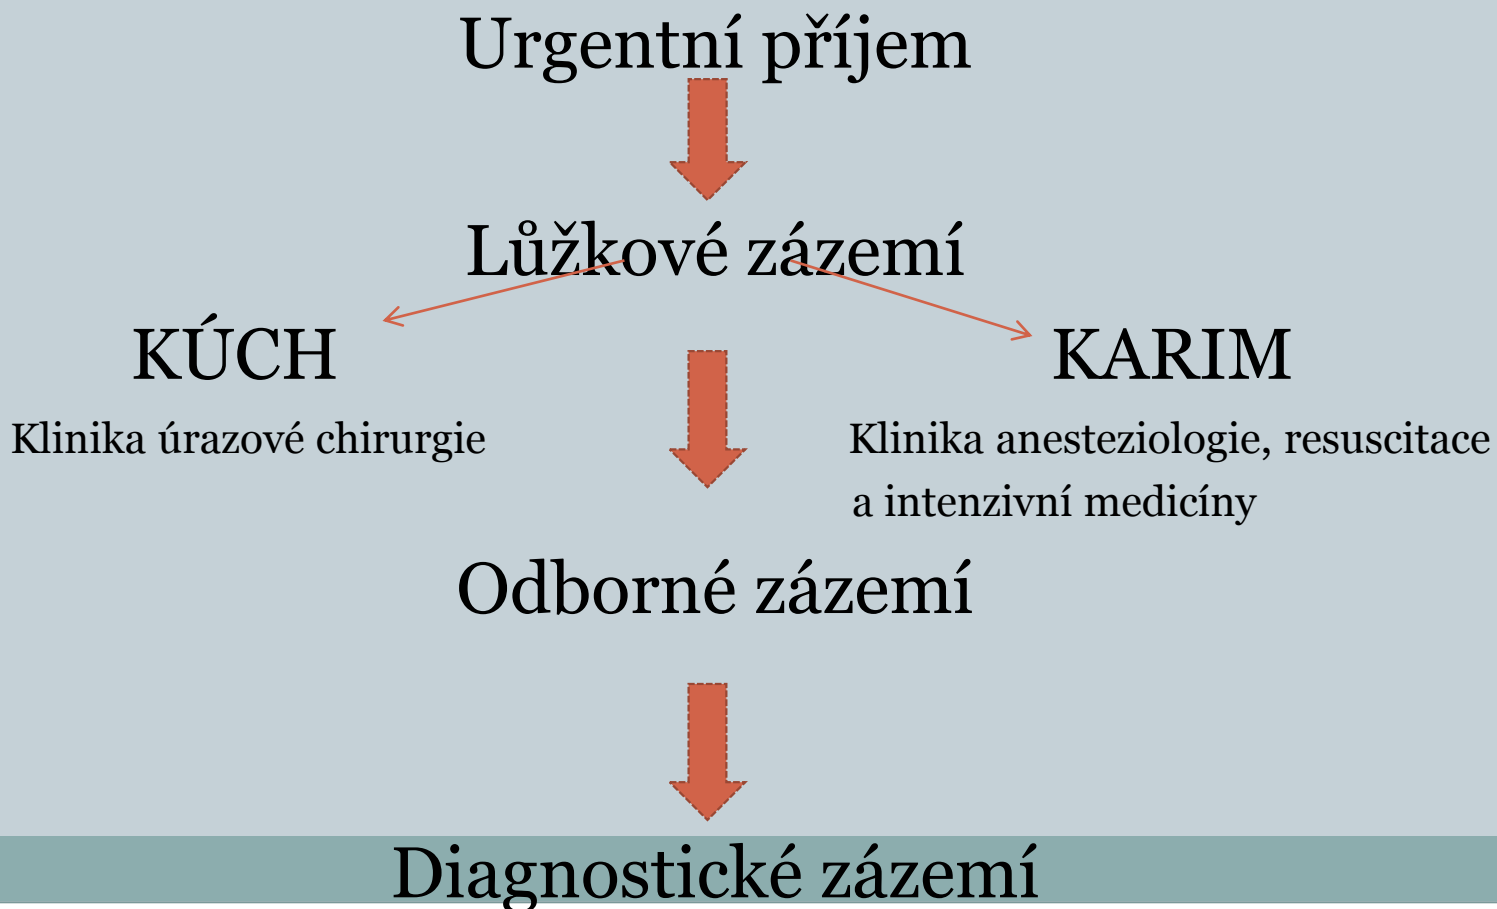 Urgentní příjem
Lůžkové zázemí
KÚCH
Klinika úrazové chirurgie
KARIM
Klinika anesteziologie, resuscitace
a intenzivní medicíny
Odborné zázemí
Diagnostické zázemí